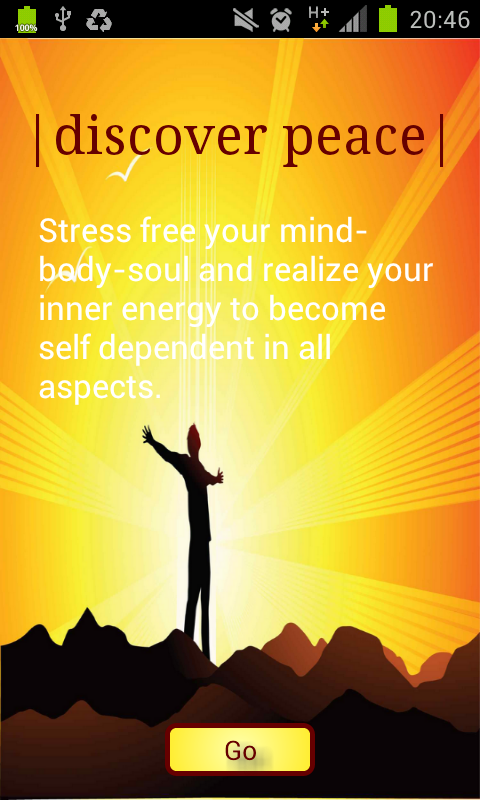 100%
H+
20:46
|discover peace|
Stress free your mind-
body-soul and realize your
inner energy to become
self dependent in all
aspects.
Go